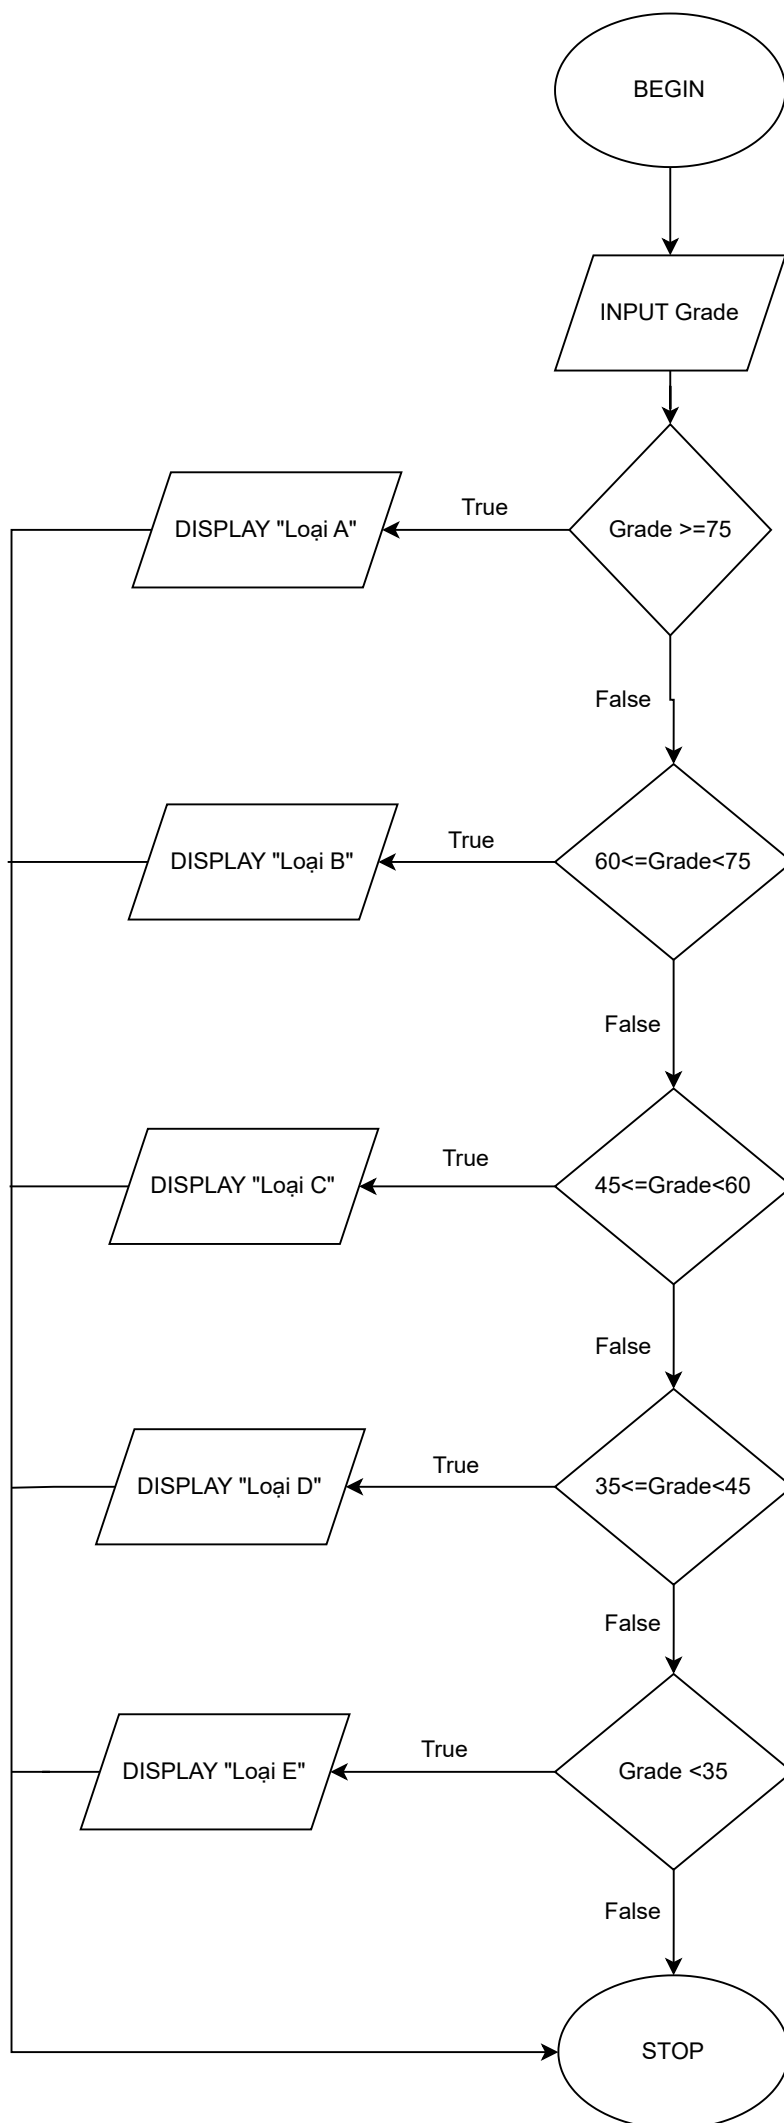 BEGIN
INPUT Grade
Grade >=75
True
DISPLAY "Loại A"
False
60<=Grade<75
True
DISPLAY "Loại B"
False
45<=Grade<60
True
DISPLAY "Loại C"
False
35<=Grade<45
True
DISPLAY "Loại D"
False
Grade <35
True
DISPLAY "Loại E"
False
STOP